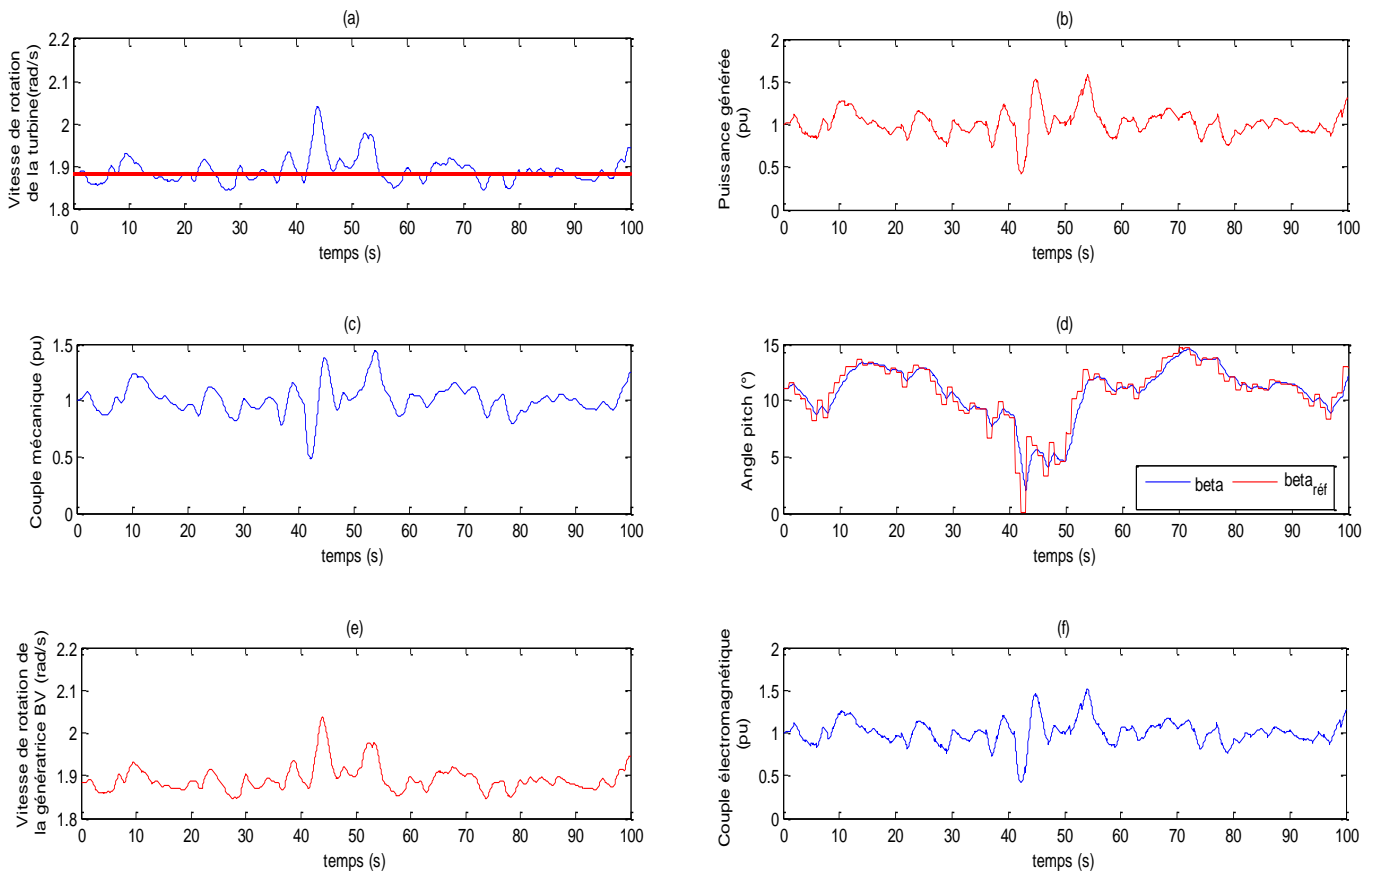 (a)
Vitesse de rotation
de la turbine(rad/s)
2.2
2.1
2
1.9
1.8
0 10 20 30 40 50 60 70 80 90 100
temps (s)
(b)
Puissance générée
(pu)
2
1.5
1
0.5
0
0 10 20 30 40 50 60 70 80 90 100
temps (s)
(c)
Couple mécanique (pu)
1.5
1
0.5
0
0 10 20 30 40 50 60 70 80 90 100
temps (s)
(d)
Angle pitch (°)
15
10
5
0
0 10 20 30 40 50 60 70 80 90 100
temps (s)
beta
beta réf
(e)
Vitesse de rotation de
la génératrice BV (rad/s)
2.2
2.1
2
1.9
1.8
0 10 20 30 40 50 60 70 80 90 100
temps (s)
(f)
Couple électromagnétique
(pu)
2
1.5
1
0.5
0
0 10 20 30 40 50 60 70 80 90 100
temps (s)